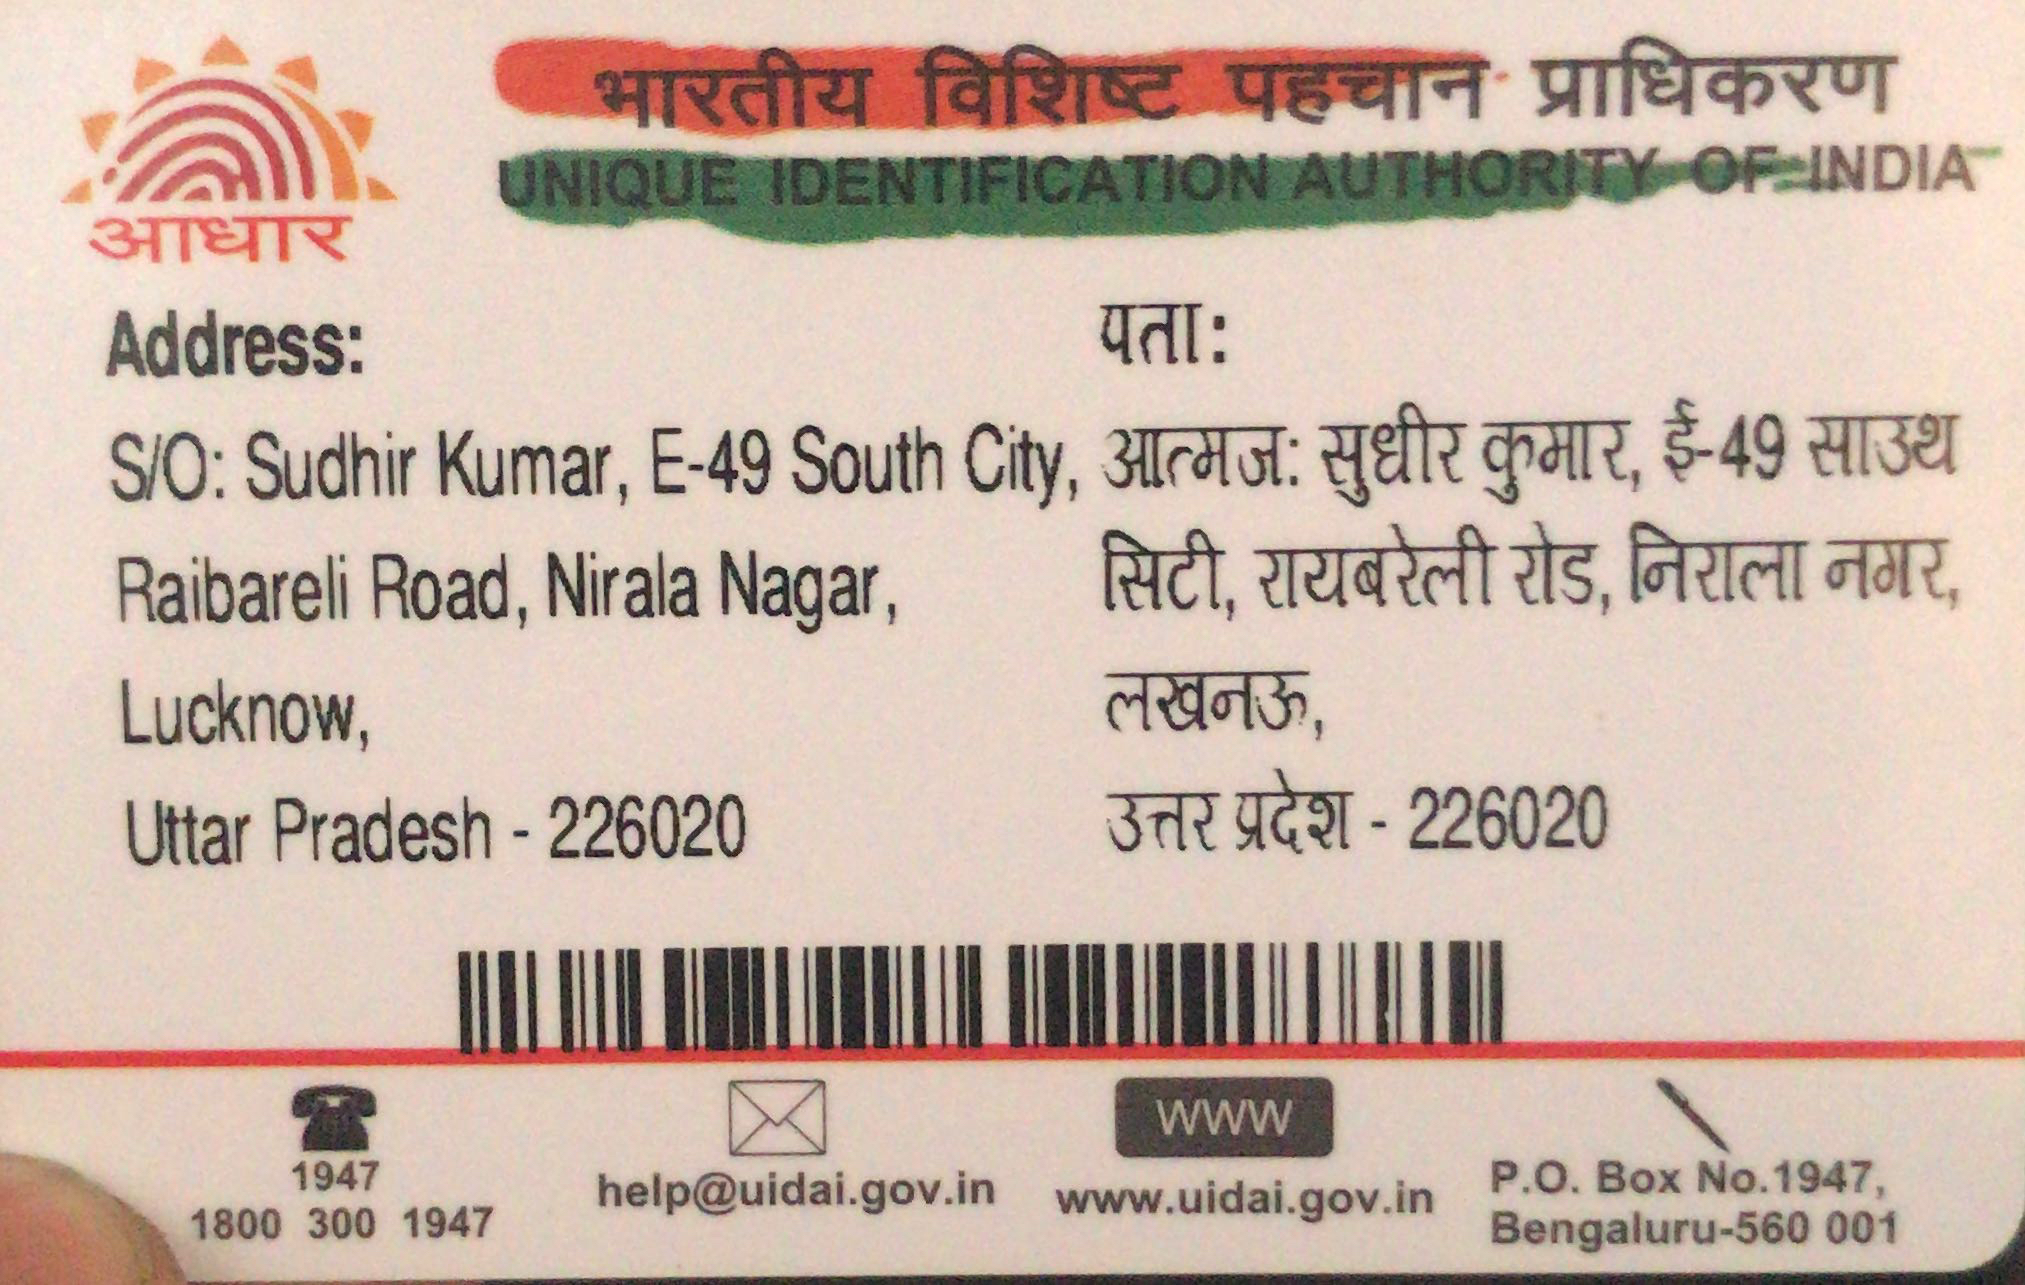 भारतीय विशिष्ट पहचान प्राधिकरण
UNIQUE IDENTIFICATION AUTHORITY OF INDIA
आधार
Address:
S/O: Sudhir Kumar, E-49 South City,
Raibareli Road, Nirala Nagar,
Lucknow,
Uttar Pradesh - 226020
पता:
आत्मज: सुधीर कुमार, ई-49 साउथ
सिटी, रायबरेली रोड, निराला नगर,
लखनऊ,
उत्तर प्रदेश - 226020
1947
1800 300 1947
help@uidai.gov.in
WWW
www.uidai.gov.in
P.O. Box No.1947,
Bengaluru-560 001